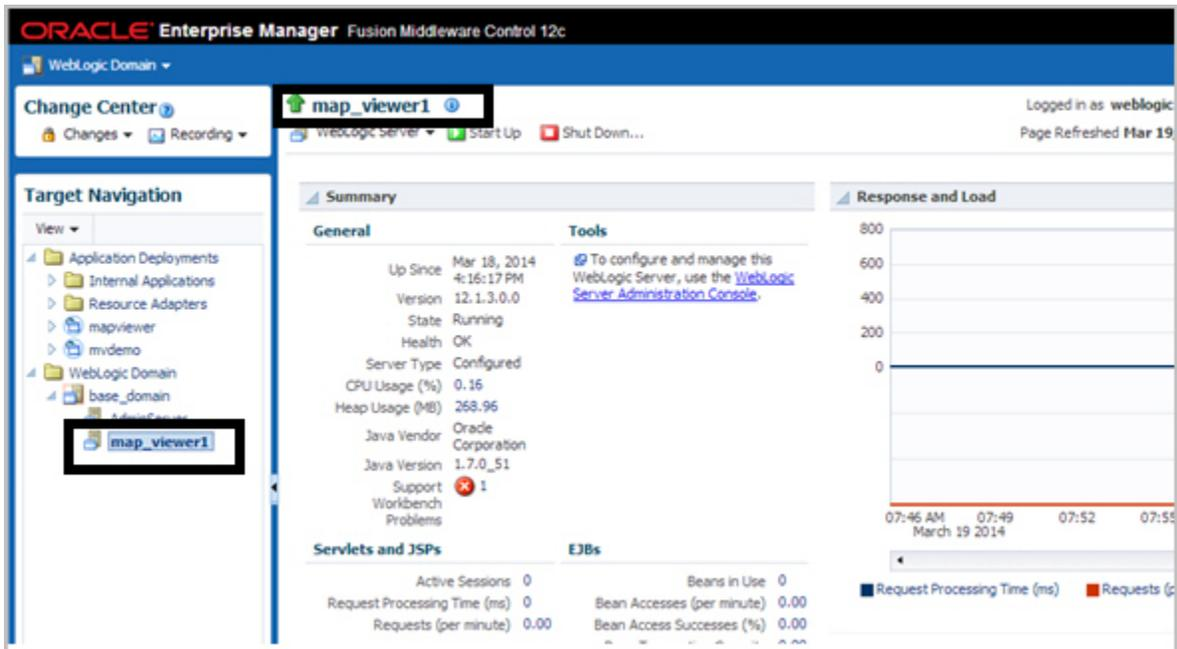 ORACLE Enterprise Manager Fusion Middleware Control 12c
WebLogic Domain
Change Center
Changes Recording
Target Navigation
View
Application Deployments
Internal Applications
Resource Adapters
mapviewer
mvdemo
WebLogic Domain
base_domain
AdminServer
map_viewer1
map_viewer1
Logged in as weblogic
WebLogic Server Start Up Shut Down...
Page Refreshed Mar 19,
Summary
General
Up Since Mar 18, 2014 4:16:17 PM
Version 12.1.3.0.0
State Running
Health OK
Server Type Configured
CPU Usage (%) 0.16
Heap Usage (MB) 268.96
Java Vendor Oracle Corporation
Java Version 1.7.0_51
Support Workbench Problems 1
Tools
To configure and manage this
WebLogic Server, use the WebLogic
Server Administration Console.
Servlets and JSPs
Active Sessions 0
Request Processing Time (ms) 0
Requests (per minute) 0.00
EJBs
Beans in Use 0
Bean Accesses (per minute) 0.00
Bean Access Successes (%) 0.00
Response and Load
800
600
400
200
0
07:46 AM 07:49 07:52 07:55
March 19 2014
Request Processing Time (ms) Requests (p